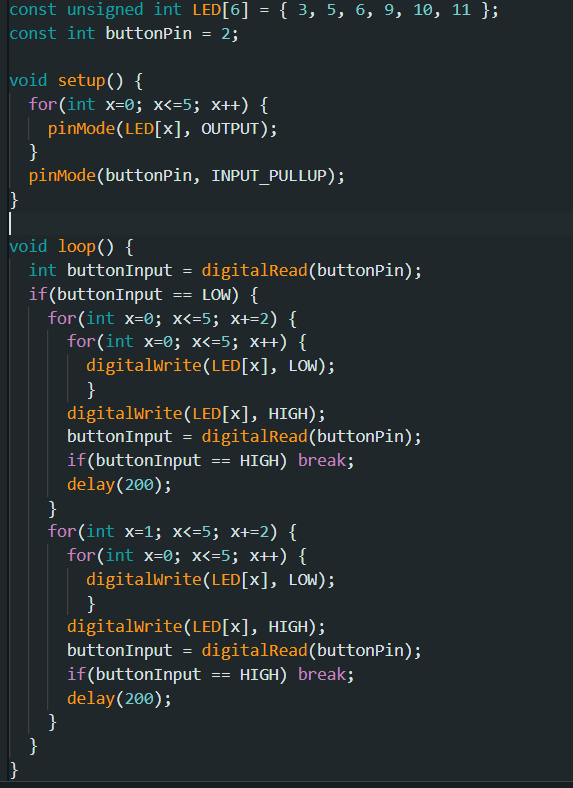 const unsigned int LED[6] = { 3, 5, 6, 9, 10, 11 };
const int buttonPin = 2;

void setup() {
  for(int x=0; x<=5; x++) {
    pinMode(LED[x], OUTPUT);
  }
  pinMode(buttonPin, INPUT_PULLUP);
}

void loop() {
  int buttonInput = digitalRead(buttonPin);
  if(buttonInput == LOW) {
    for(int x=0; x<=5; x+=2) {
      for(int x=0; x<=5; x++) {
        digitalWrite(LED[x], LOW);
        }
      digitalWrite(LED[x], HIGH);
      buttonInput = digitalRead(buttonPin);
      if(buttonInput == HIGH) break;
      delay(200);
    }
    for(int x=1; x<=5; x+=2) {
      for(int x=0; x<=5; x++) {
        digitalWrite(LED[x], LOW);
        }
      digitalWrite(LED[x], HIGH);
      buttonInput = digitalRead(buttonPin);
      if(buttonInput == HIGH) break;
      delay(200);
    }
  }
}